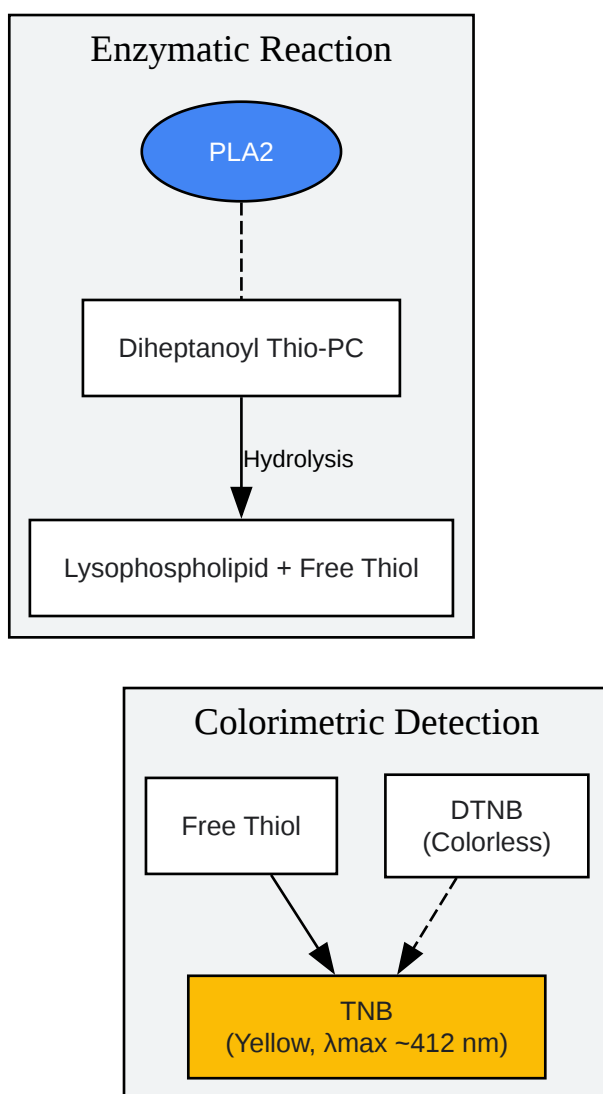 Enzymatic Reaction
PLA2
Diheptanoyl Thio-PC
Hydrolysis
Lysophospholipid + Free Thiol
Colorimetric Detection
Free Thiol
DTNB
(Colorless)
TNB
(Yellow, λmax ~412 nm)